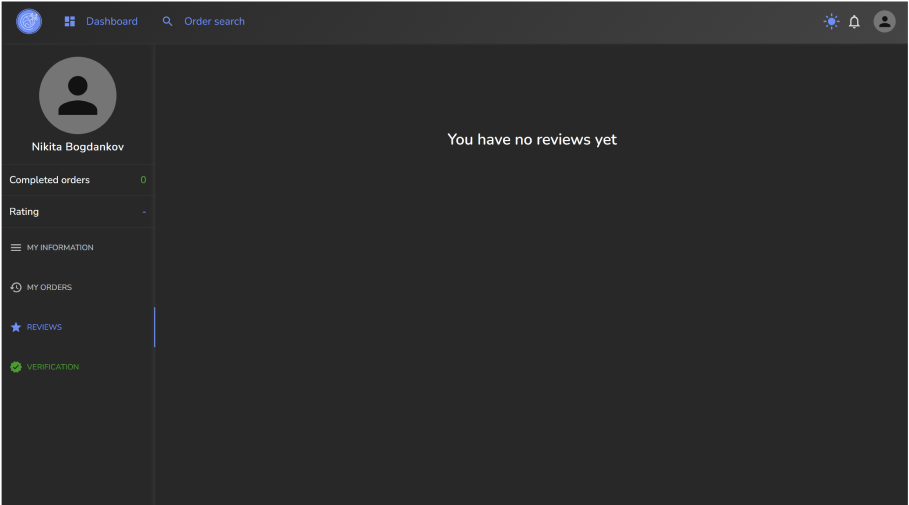 Dashboard
Order search
Nikita Bogdankov
Completed orders 0
Rating -
MY INFORMATION
MY ORDERS
REVIEWS
VERIFICATION
You have no reviews yet